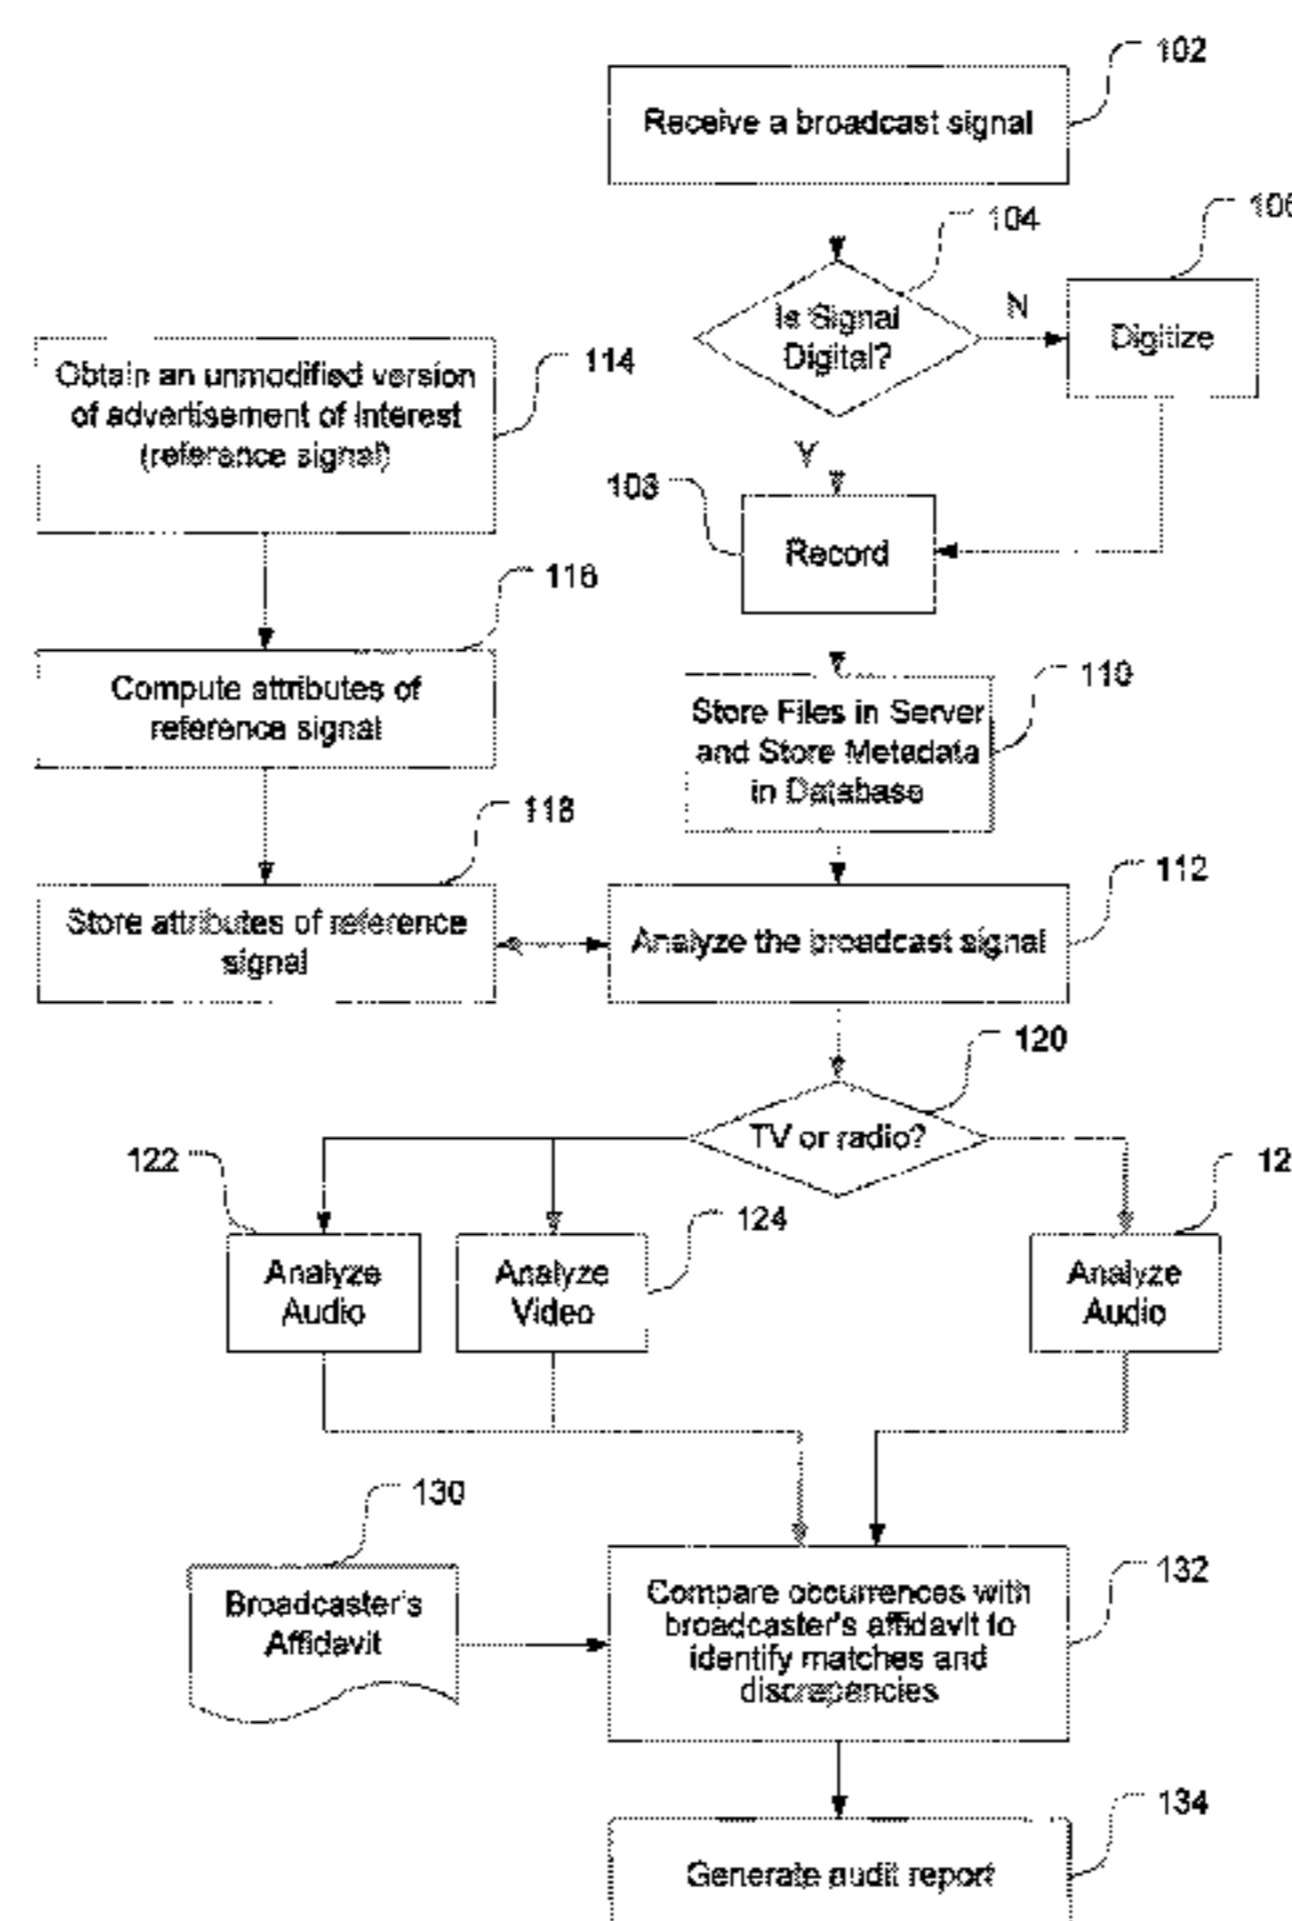 102
Receive a broadcast signal
104
Is Signal
Digital?
N
Digitize
Y
108
Record
114
Obtain an unmodified version
of advertisement of interest
(reference signal)
116
Compute attributes of
reference signal
110
Store Files in Server
and Store Metadata
in Database
118
Store attributes of reference
signal
112
Analyze the broadcast signal
120
TV or radio?
122
Analyze
Audio
124
Analyze
Video
12
Analyze
Audio
130
Broadcaster's
Affidavit
132
Compare occurrences with
broadcaster's affidavit to
identify matches and
discrepancies
134
Generate audit report